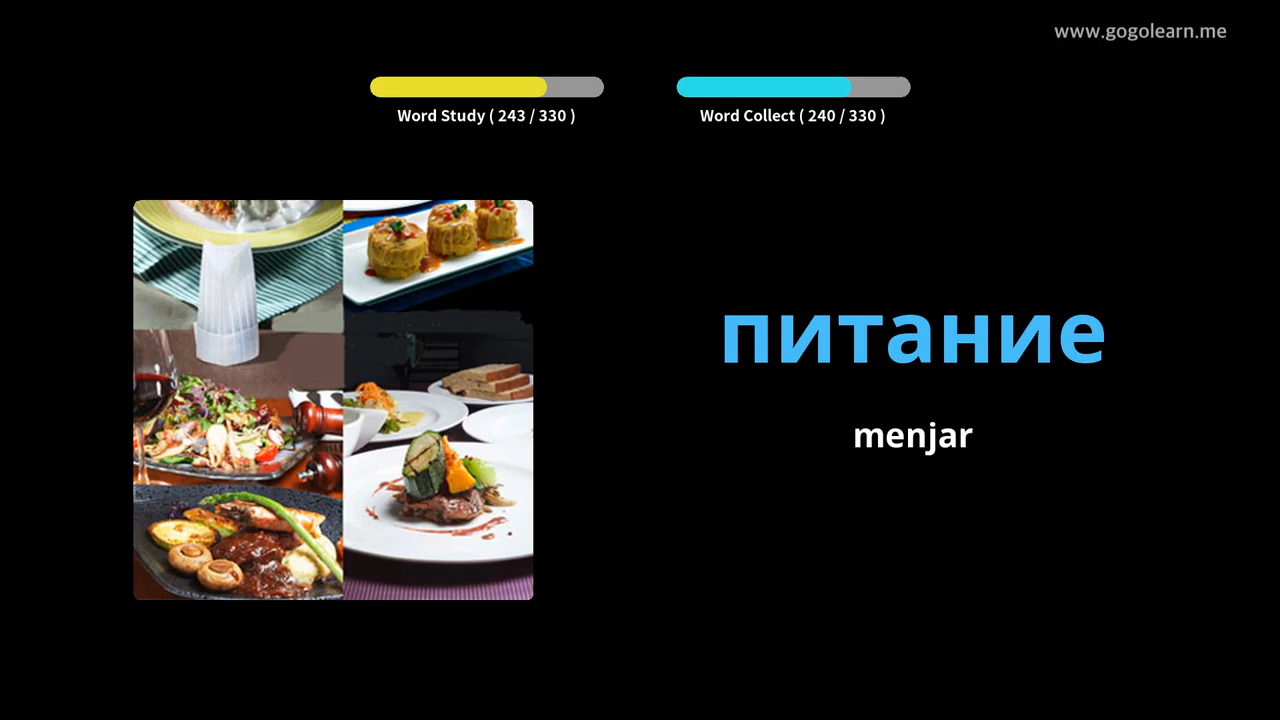 www.gogolearn.me
Word Study ( 243 / 330 )
Word Collect ( 240 / 330 )
питание
menjar